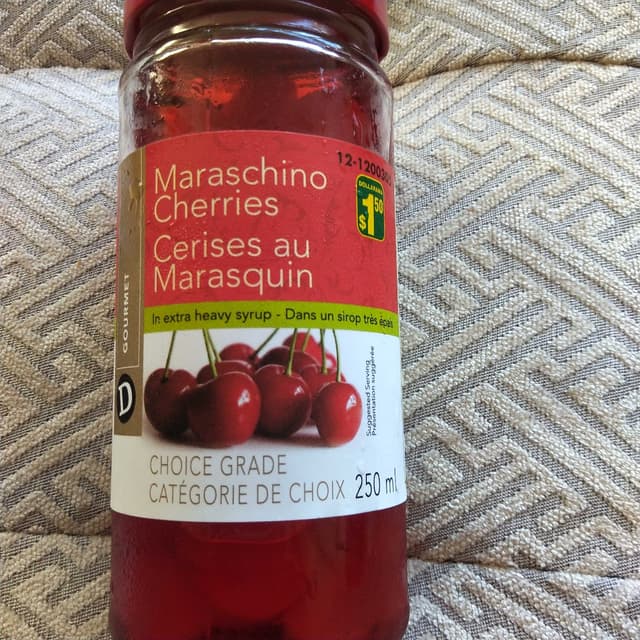 12-12003
DOLLARAMA
$1.50
Maraschino
Cherries
Cerises au
Marasquin
GOURMET
In extra heavy syrup - Dans un sirop très épais
D
Suggested Serving
Présentation suggérée
CHOICE GRADE
CATÉGORIE DE CHOIX 250 ml